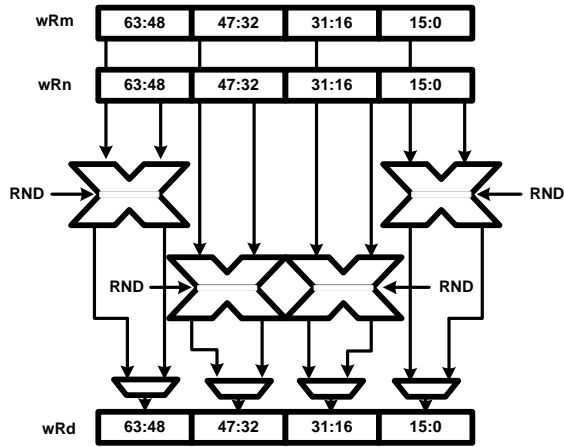 wRm 63:48 47:32 31:16 15:0
wRn 63:48 47:32 31:16 15:0
RND RND
RND RND
wRd 63:48 47:32 31:16 15:0